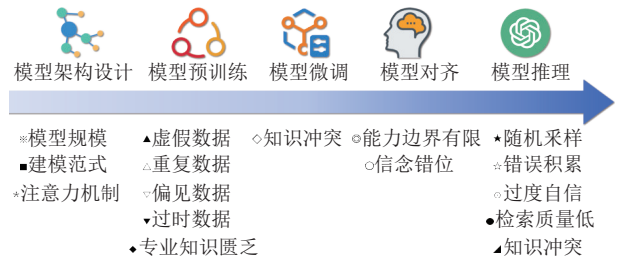 模型架构设计 模型预训练 模型微调 模型对齐 模型推理
※模型规模 ▲虚假数据 ◇知识冲突 ◎能力边界有限 ★随机采样
■建模范式 △重复数据 ○信念错位 ☆错误积累
*注意力机制 ▽偏见数据 ○过度自信
▼过时数据 ●检索质量低
◆专业知识匮乏 ◢知识冲突